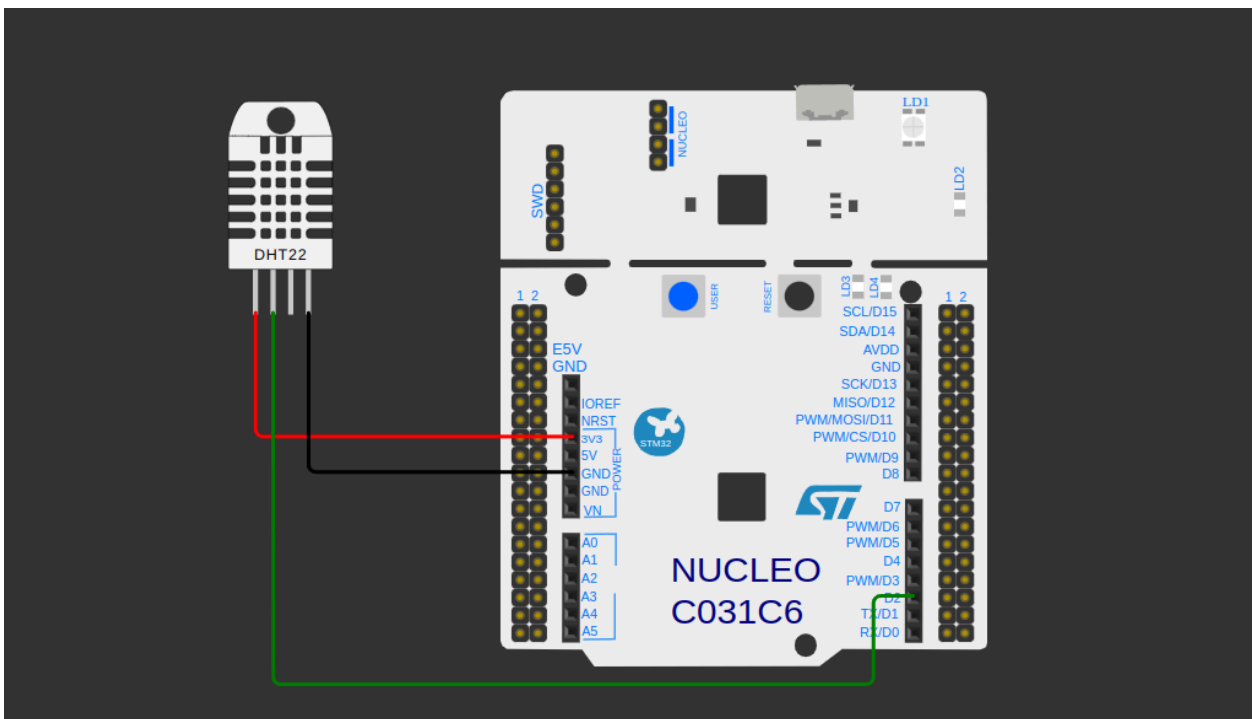 LD1
NUCLEO
SWD
LD2
DHT22
USER
RESET
LD3
LD4
1 2
1 2
E5V
GND
IOREF
NRST
3V3
5V
GND
GND
VN
POWER
A0
A1
A2
A3
A4
A5
STM32
SCL/D15
SDA/D14
AVDD
GND
SCK/D13
MISO/D12
PWM/MOSI/D11
PWM/CS/D10
PWM/D9
D8
ST
D7
PWM/D6
PWM/D5
D4
PWM/D3
D2
TX/D1
RX/D0
NUCLEO
C031C6